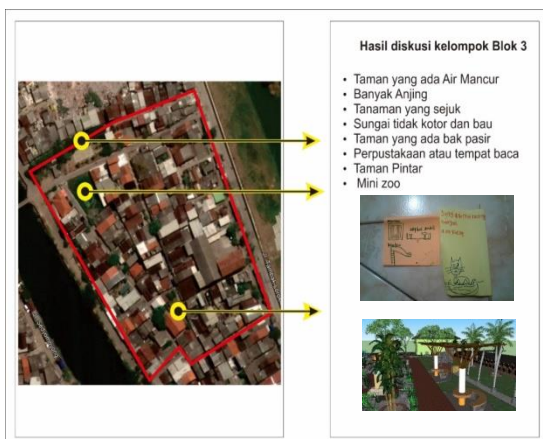 Hasil diskusi kelompok Blok 3
• Taman yang ada Air Mancur
• Banyak Anjing
• Tanaman yang sejuk
• Sungai tidak kotor dan bau
• Taman yang ada bak pasir
• Perpustakaan atau tempat baca
• Taman Pintar
• Mini zoo